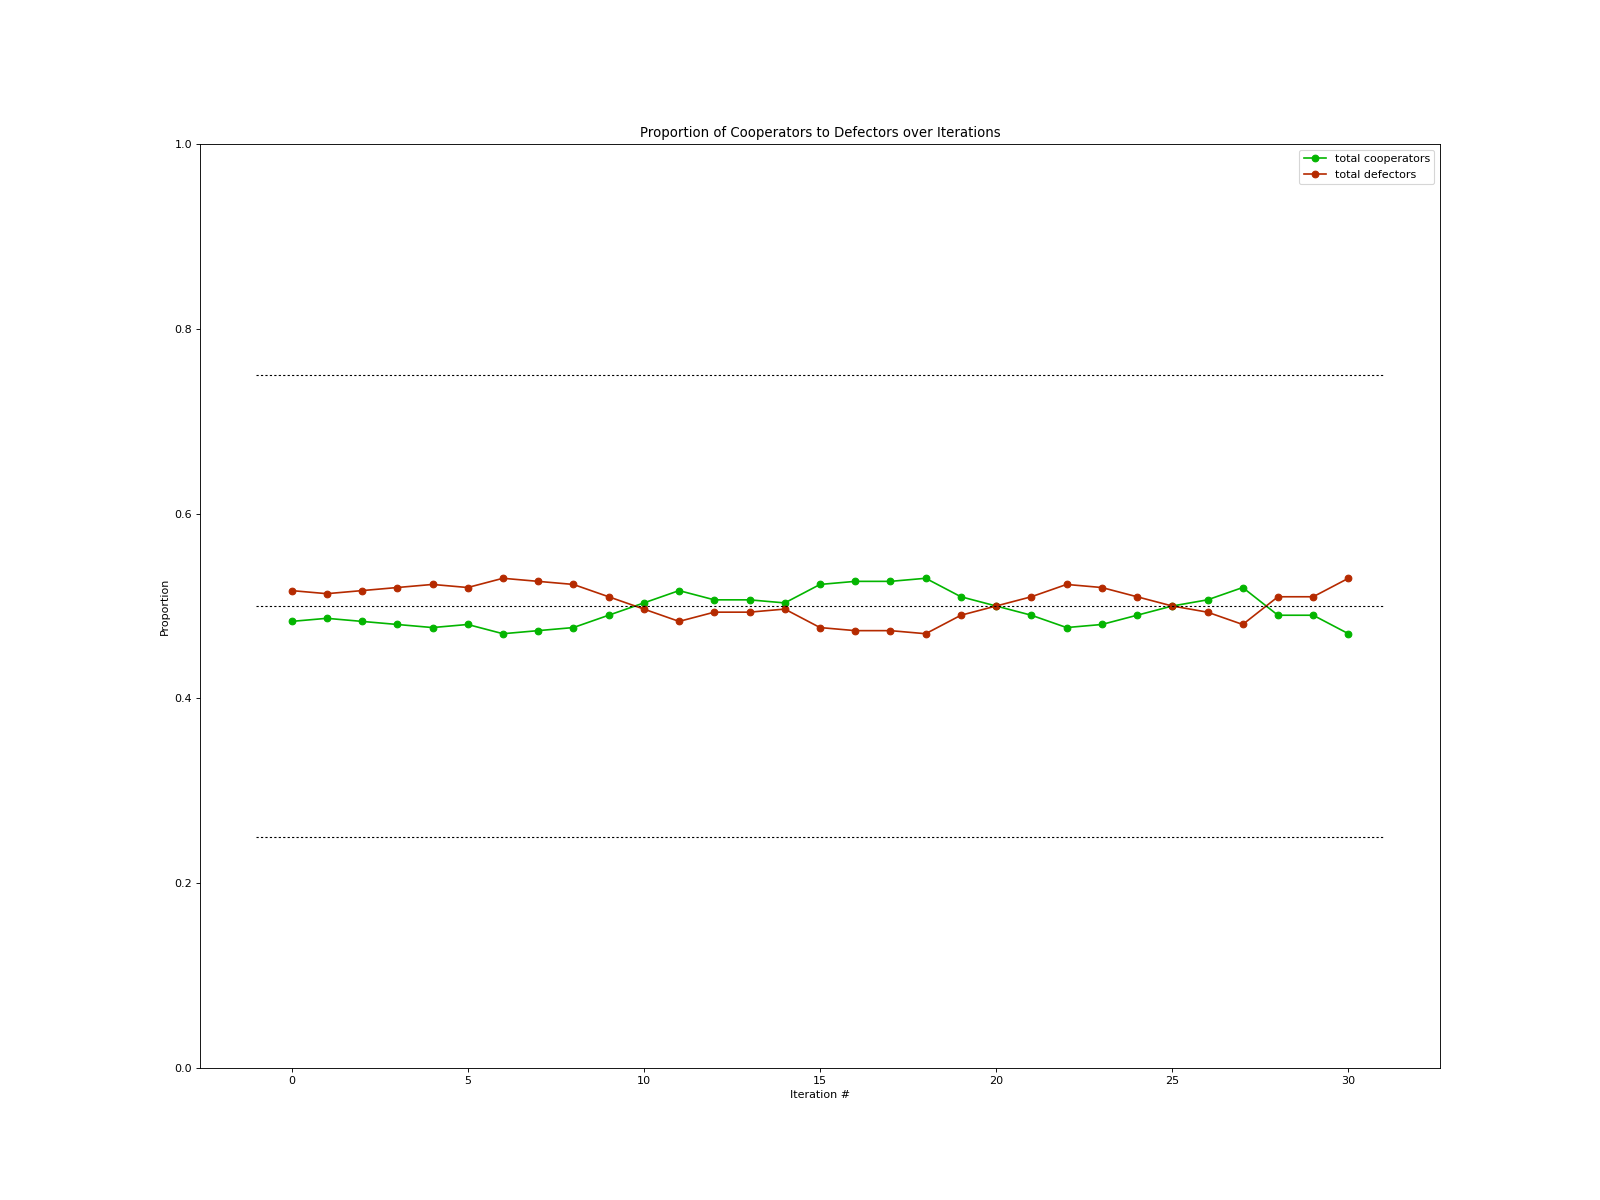 Proportion of Cooperators to Defectors over Iterations
total cooperators
total defectors
Proportion
1.0
0.8
0.6
0.4
0.2
0.0
0 5 10 15 20 25 30
Iteration #